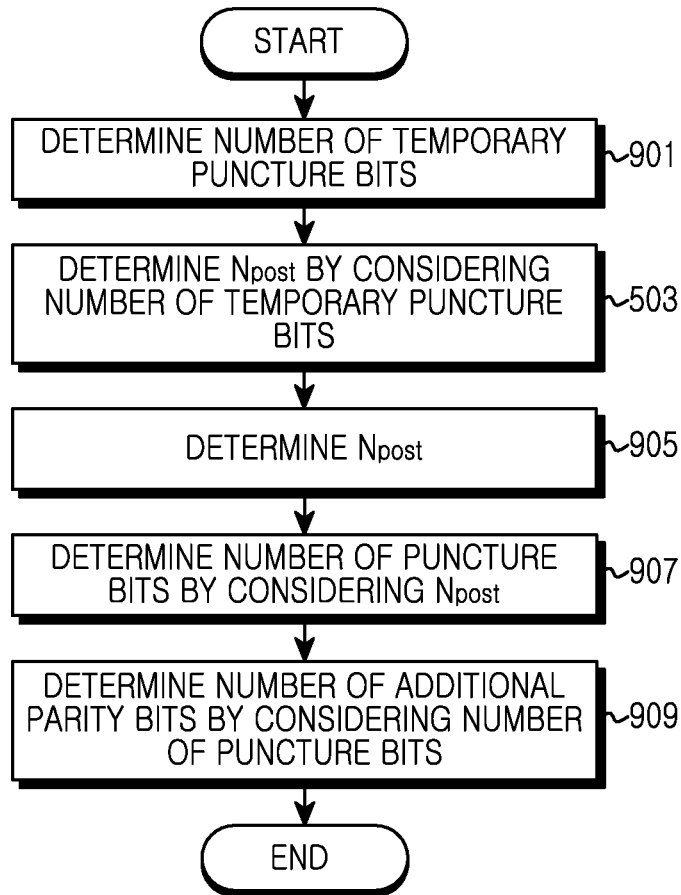 START
DETERMINE NUMBER OF TEMPORARY
PUNCTURE BITS
901
DETERMINE Npost BY CONSIDERING
NUMBER OF TEMPORARY PUNCTURE
BITS
503
DETERMINE Npost
905
DETERMINE NUMBER OF PUNCTURE
BITS BY CONSIDERING Npost
907
DETERMINE NUMBER OF ADDITIONAL
PARITY BITS BY CONSIDERING NUMBER
OF PUNCTURE BITS
909
END